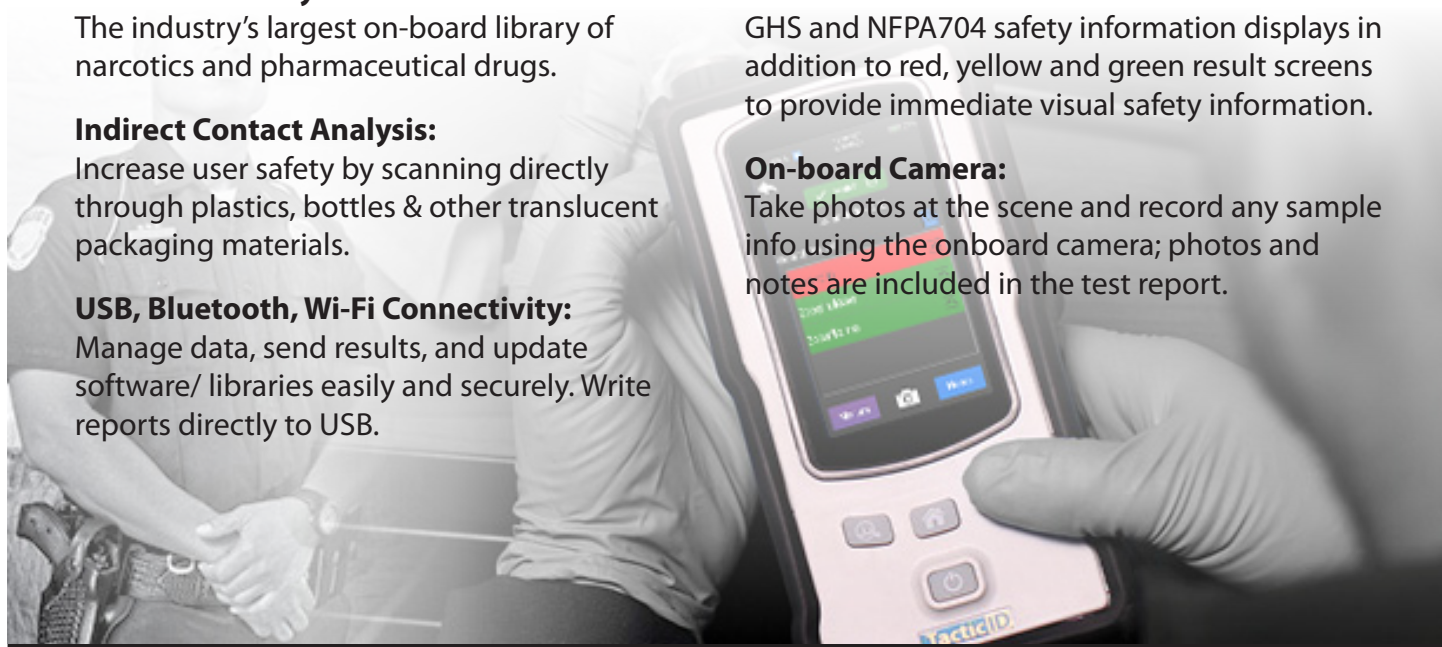 The industry's largest on-board library of
narcotics and pharmaceutical drugs.
Indirect Contact Analysis:
Increase user safety by scanning directly
through plastics, bottles & other translucent
packaging materials.
USB, Bluetooth, Wi-Fi Connectivity:
Manage data, send results, and update
software/ libraries easily and securely. Write
reports directly to USB.
GHS and NFPA704 safety information displays in
addition to red, yellow and green result screens
to provide immediate visual safety information.
On-board Camera:
Take photos at the scene and record any sample
info using the onboard camera; photos and
notes are included in the test report.
TacticID